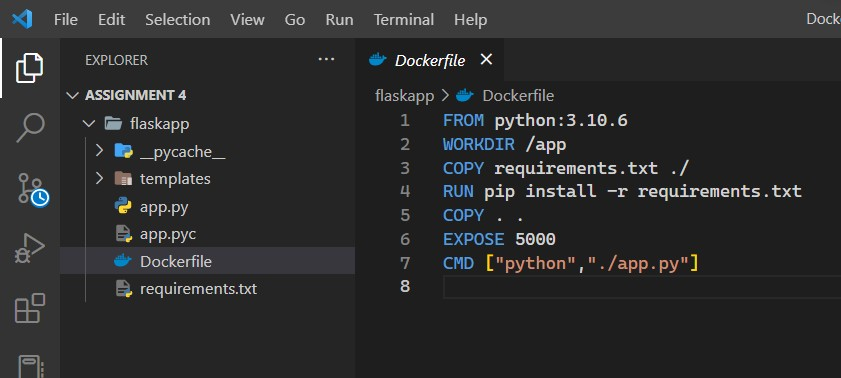 File Edit Selection View Go Run Terminal Help Dock
EXPLORER ...
Dockerfile
ASSIGNMENT 4
flaskapp
__pycache__
templates
app.py
app.pyc
Dockerfile
requirements.txt
flaskapp > Dockerfile
1 FROM python:3.10.6
2 WORKDIR /app
3 COPY requirements.txt ./
4 RUN pip install -r requirements.txt
5 COPY . .
6 EXPOSE 5000
7 CMD ["python","./app.py"]
8